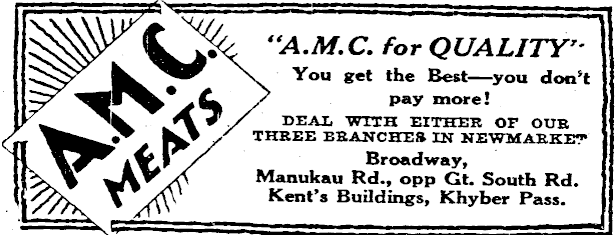 A.M.C.
MEATS
"A.M.C. for QUALITY"
You get the Best—you don't
pay more!
DEAL WITH EITHER OF OUR
THREE BRANCHES IN NEWMARKET
Broadway,
Manukau Rd., opp Gt. South Rd.
Kent's Buildings, Khyber Pass.